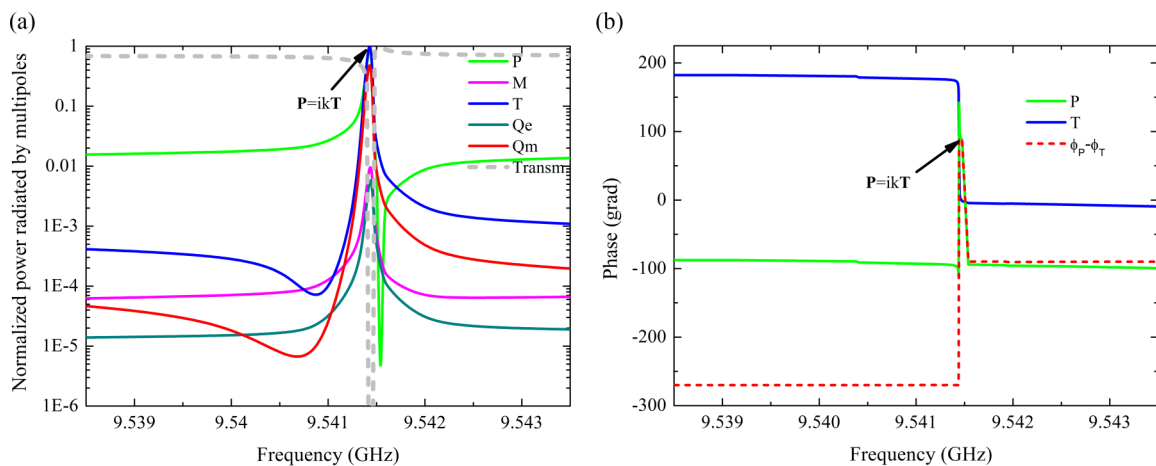 (a)
Normalized power radiated by multipoles
1
0.1
0.01
1E-3
1E-4
1E-5
1E-6
P=ikT
P
M
T
Qe
Qm
Transm
9.539
9.54
9.541
9.542
9.543
Frequency (GHz)
(b)
Phase (grad)
200
100
0
-100
-200
-300
P
T
ϕP-ϕT
P=ikT
9.539
9.540
9.541
9.542
9.543
Frequency (GHz)